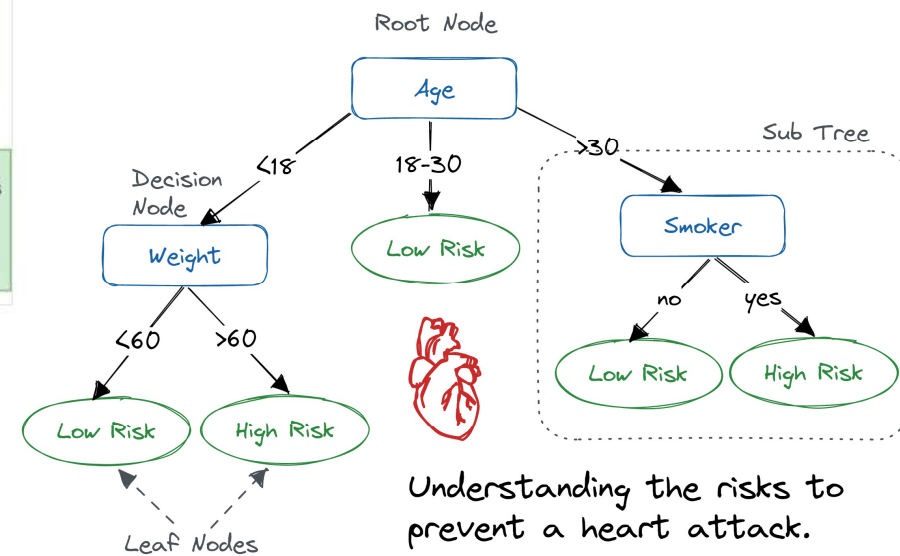 Root Node
Age
<18
18-30
>30
Sub Tree
Decision
Node
Weight
Low Risk
Smoker
<60
>60
no
yes
Low Risk
High Risk
Low Risk
High Risk
Leaf Nodes
Understanding the risks to
prevent a heart attack.